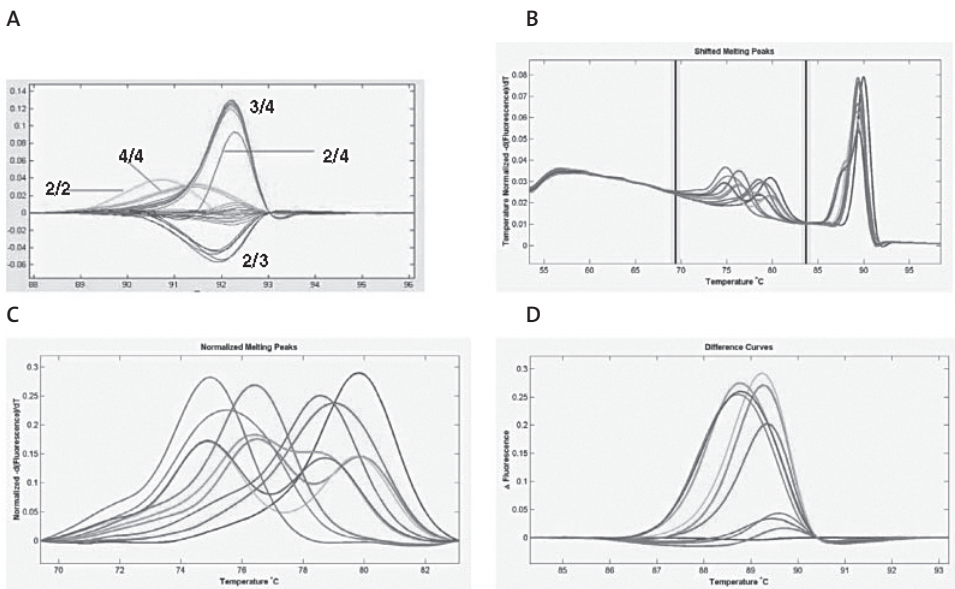 A
0.14
0.12
0.1
0.08
0.06
0.04
0.02
0
-0.02
-0.04
-0.06
3/4
2/4
4/4
2/2
2/3
88 90 91 92 93 94 95 96
B
Shifted Melting Peaks
Temperature Normalized -d(Fluorescence)/dT
0.08
0.07
0.06
0.05
0.04
0.03
0.02
0.01
0
55 60 65 70 75 80 85 90 95
Temperature °C
C
Normalized Melting Peaks
Normalized -d(Fluorescence)/dT
0.3
0.25
0.2
0.15
0.1
0.05
0
70 72 74 76 78 80 82
Temperature °C
D
Difference Curves
Δ Fluorescence
0.3
0.25
0.2
0.15
0.1
0.05
0
85 86 87 88 89 90 91 92 93
Temperature °C